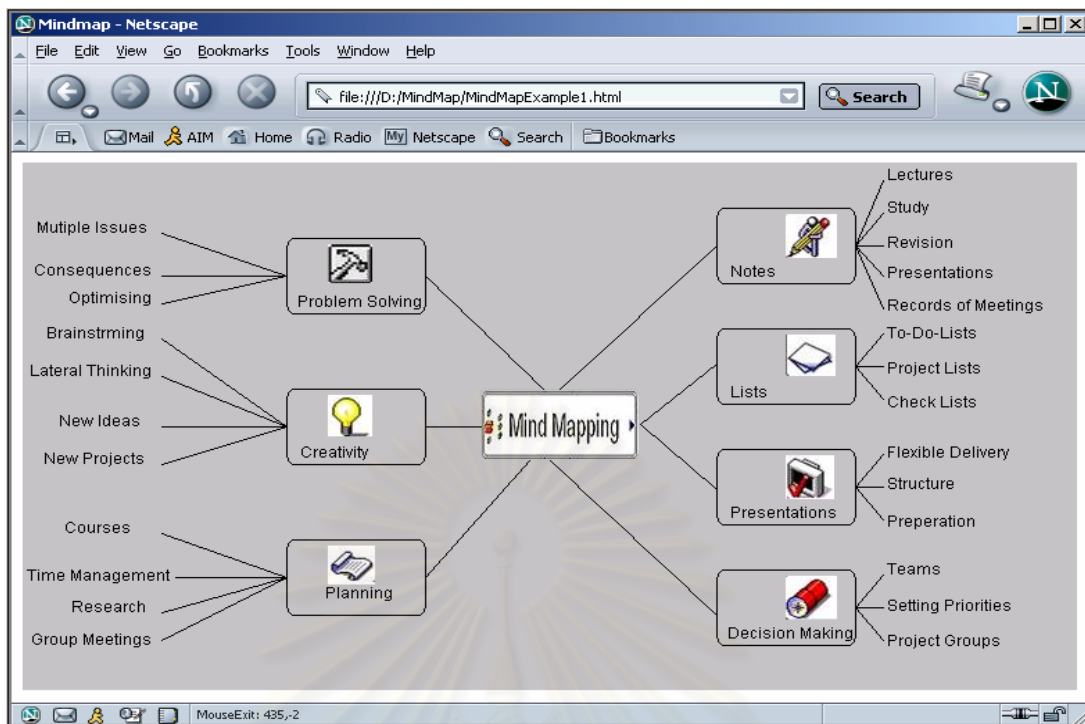 Mindmap - Netscape
File Edit View Go Bookmarks Tools Window Help
file:///D:/MindMap/MindMapExample1.html
Search
N
Mail AIM Home Radio My Netscape Search Bookmarks
Mutiple Issues
Consequences
Optimising
Problem Solving
Brainstrming
Lateral Thinking
New Ideas
New Projects
Creativity
Courses
Time Management
Research
Group Meetings
Planning
Mind Mapping
Notes
Lectures
Study
Revision
Presentations
Records of Meetings
Lists
To-Do-Lists
Project Lists
Check Lists
Presentations
Flexible Delivery
Structure
Preperation
Decision Making
Teams
Setting Priorities
Project Groups
MouseExit: 435,-2